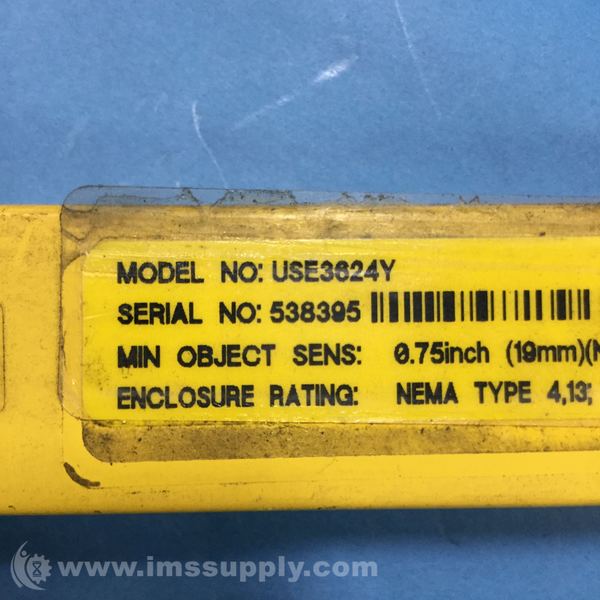 MODEL NO: USE3624Y
SERIAL NO: 538395
MIN OBJECT SENS: 0.75inch (19mm)(N
ENCLOSURE RATING: NEMA TYPE 4,13;
www.imssupply.com